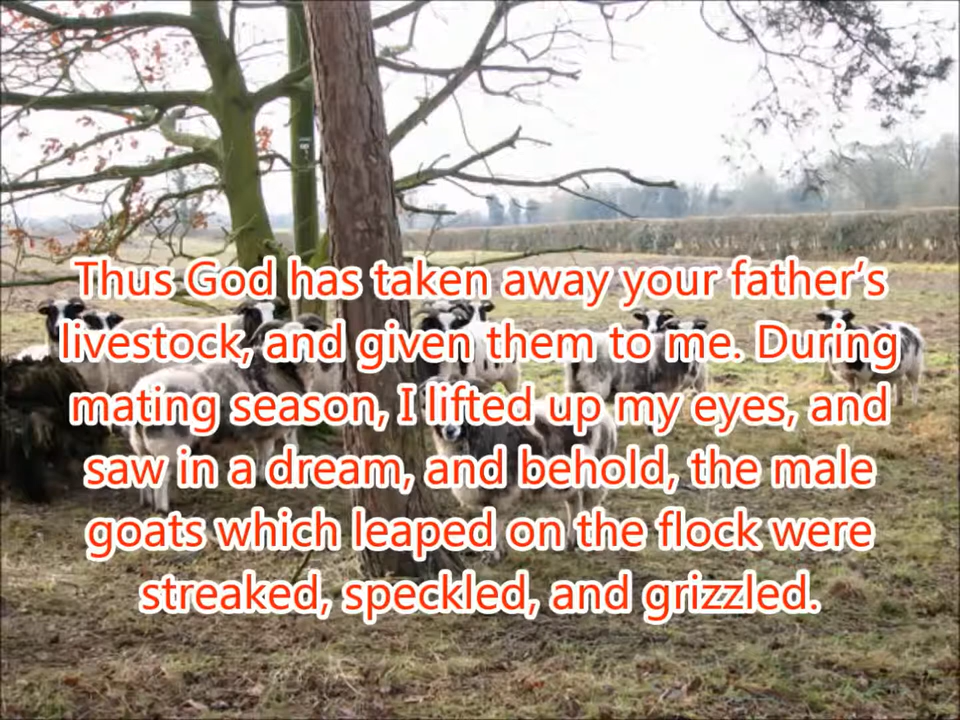 Thus God has taken away your father’s
livestock, and given them to me. During
mating season, I lifted up my eyes, and
saw in a dream, and behold, the male
goats which leaped on the flock were
streaked, speckled, and grizzled.